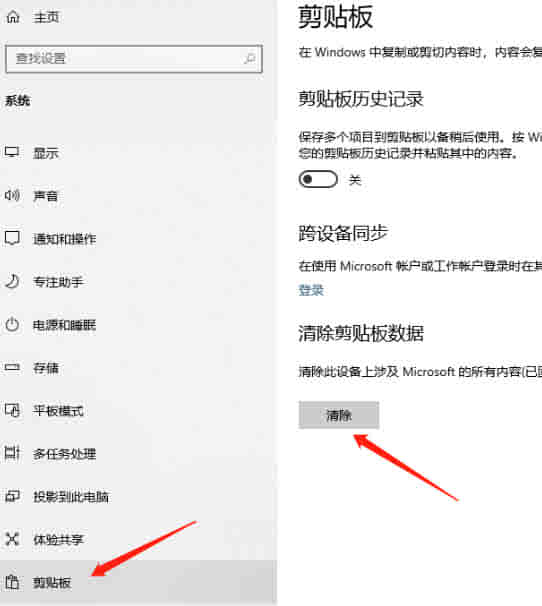 主页
查找设置
系统
显示
声音
通知和操作
专注助手
电源和睡眠
存储
平板模式
多任务处理
投影到此电脑
体验共享
剪贴板
剪贴板
在 Windows 中复制或剪切内容时，内容会复
剪贴板历史记录
保存多个项目到剪贴板以备稍后使用。按 Wi
您的剪贴板历史记录并粘贴其中的内容。
关
跨设备同步
在使用 Microsoft 帐户或工作帐户登录时在其
登录
清除剪贴板数据
清除此设备上涉及 Microsoft 的所有内容(已固
清除